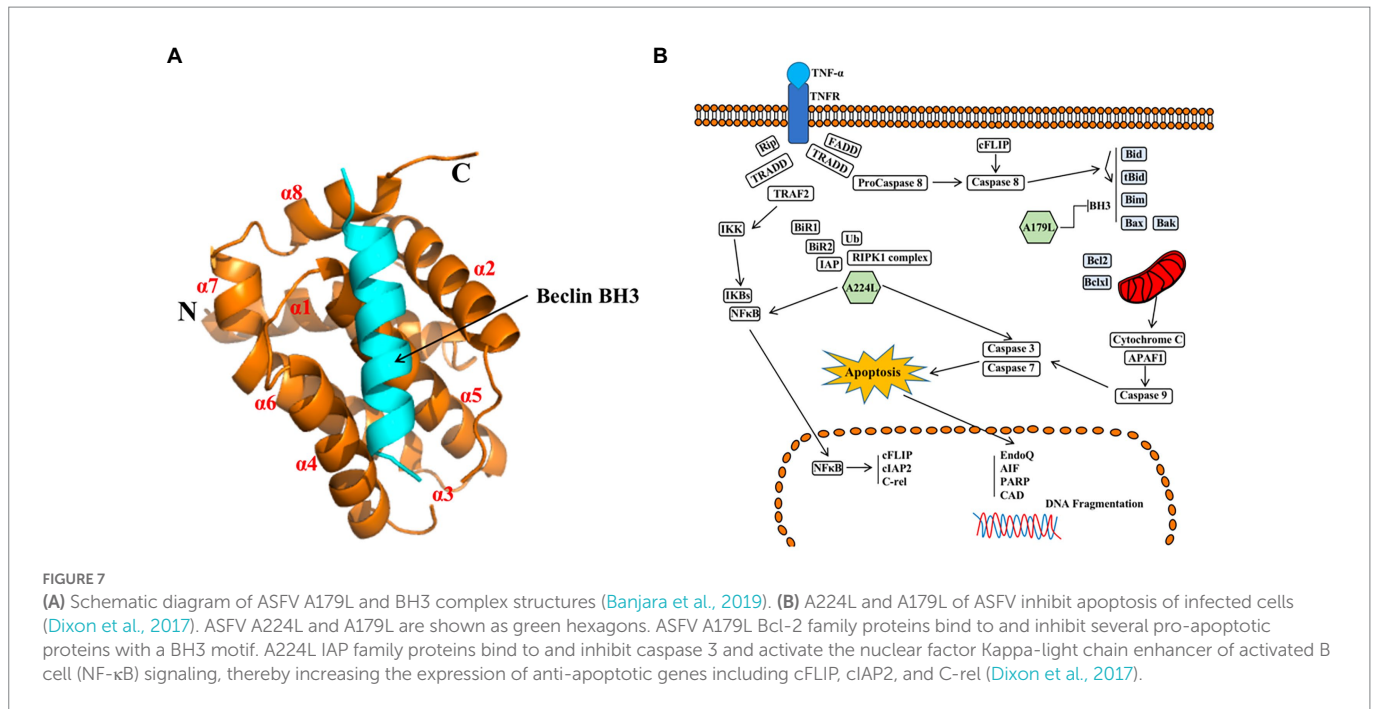 A
C
α8
α2
α7
N
α1
Beclin BH3
α6
α5
α4
α3
B
TNF-α
TNFR
Rip
TRADD
FADD
TRADD
cFLIP
ProCaspase 8
Caspase 8
Bid
tBid
Bim
Bax
Bak
BH3
A179L
TRAF2
IKK
BiR1
BiR2
IAP
Ub
RIPK1 complex
A224L
IKBs
NFκB
Bcl2
Bclxl
Cytochrome C
APAF1
Caspase 9
Caspase 3
Caspase 7
Apoptosis
NFκB
cFLIP
cIAP2
C-rel
EndoQ
AIF
PARP
CAD
DNA Fragmentation
FIGURE 7
(A) Schematic diagram of ASFV A179L and BH3 complex structures (Banjara et al., 2019). (B) A224L and A179L of ASFV inhibit apoptosis of infected cells
(Dixon et al., 2017). ASFV A224L and A179L are shown as green hexagons. ASFV A179L Bcl-2 family proteins bind to and inhibit several pro-apoptotic
proteins with a BH3 motif. A224L IAP family proteins bind to and inhibit caspase 3 and activate the nuclear factor Kappa-light chain enhancer of activated B
cell (NF-κB) signaling, thereby increasing the expression of anti-apoptotic genes including cFLIP, cIAP2, and C-rel (Dixon et al., 2017).